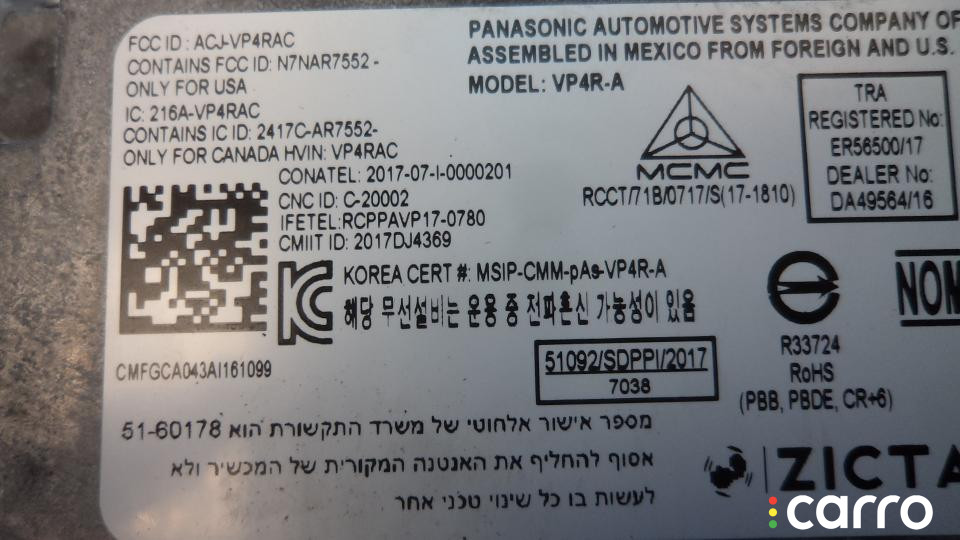 FCC ID : ACJ-VP4RAC
CONTAINS FCC ID: N7NAR7552 -
ONLY FOR USA
IC: 216A-VP4RAC
CONTAINS IC ID: 2417C-AR7552-
ONLY FOR CANADA HVIN: VP4RAC
PANASONIC AUTOMOTIVE SYSTEMS COMPANY OF
ASSEMBLED IN MEXICO FROM FOREIGN AND U.S.
MODEL: VP4R-A
MCMC
RCCT/71B/0717/S(17-1810)
TRA
REGISTERED No:
ER56500/17
DEALER No:
DA49564/16
CONATEL: 2017-07-I-0000201
CNC ID: C-20002
IFETEL:RCPPAVP17-0780
CMIIT ID: 2017DJ4369
KOREA CERT #: MSIP-CMM-pAs-VP4R-A
해당 무선설비는 운용 중 전파혼신 가능성이 있음
NOM
CMFGCA043AI161099
51092/SDPPI/2017
7038
R33724
RoHS
(PBB, PBDE, CR+6)
מספר אישור אלחוטי של משרד התקשורת הוא 51-60178
אסוף להחליף את האנטנה המקורית של המכשיר ולא
לעשות בו כל שינוי טכני אחר
ZICTA
carro